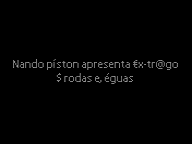 Nando píston apresenta €x-tr@go
$ rodas e, éguas